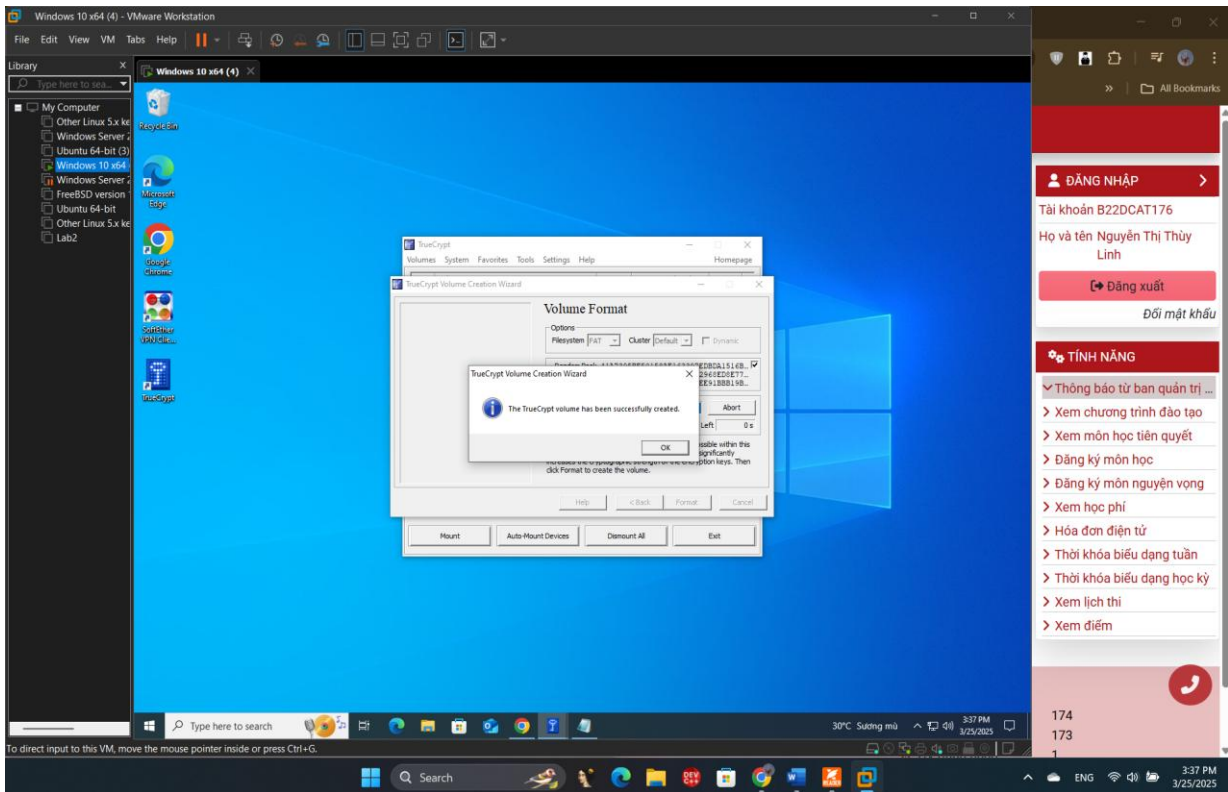 Windows 10 x64 (4) - VMware Workstation
File Edit View VM Tabs Help
Library
Type here to sea...
My Computer
Other Linux 5.x ke
Windows Server 2
Ubuntu 64-bit (3)
Windows 10 x64
Windows Server 2
FreeBSD version 1
Ubuntu 64-bit
Other Linux 5.x ke
Lab2
Windows 10 x64 (4)
Recycle Bin
Microsoft
Edge
Google
Chrome
SoftEther
VPN Clie...
TrueCrypt
TrueCrypt
Volumes System Favorites Tools Settings Help Homepage
TrueCrypt Volume Creation Wizard
Volume Format
Options
Filesystem FAT Cluster Default Dynamic
TrueCrypt Volume Creation Wizard
The TrueCrypt volume has been successfully created.
OK
Abort
Left 0 s
ossible within this
significantly
click Format to create the volume.
Help < Back Format Cancel
Mount Auto-Mount Devices Dismount All Exit
Type here to search
30°C Sương mù
3:37 PM
3/25/2025
To direct input to this VM, move the mouse pointer inside or press Ctrl+G.
» All Bookmarks
ĐĂNG NHẬP
Tài khoản B22DCAT176
Họ và tên Nguyễn Thị Thùy
Linh
Đăng xuất
Đổi mật khẩu
TÍNH NĂNG
Thông báo từ ban quản trị ...
Xem chương trình đào tạo
Xem môn học tiên quyết
Đăng ký môn học
Đăng ký môn nguyện vọng
Xem học phí
Hóa đơn điện tử
Thời khóa biểu dạng tuần
Thời khóa biểu dạng học kỳ
Xem lịch thi
Xem điểm
174
173
1
Search
ENG
3:37 PM
3/25/2025